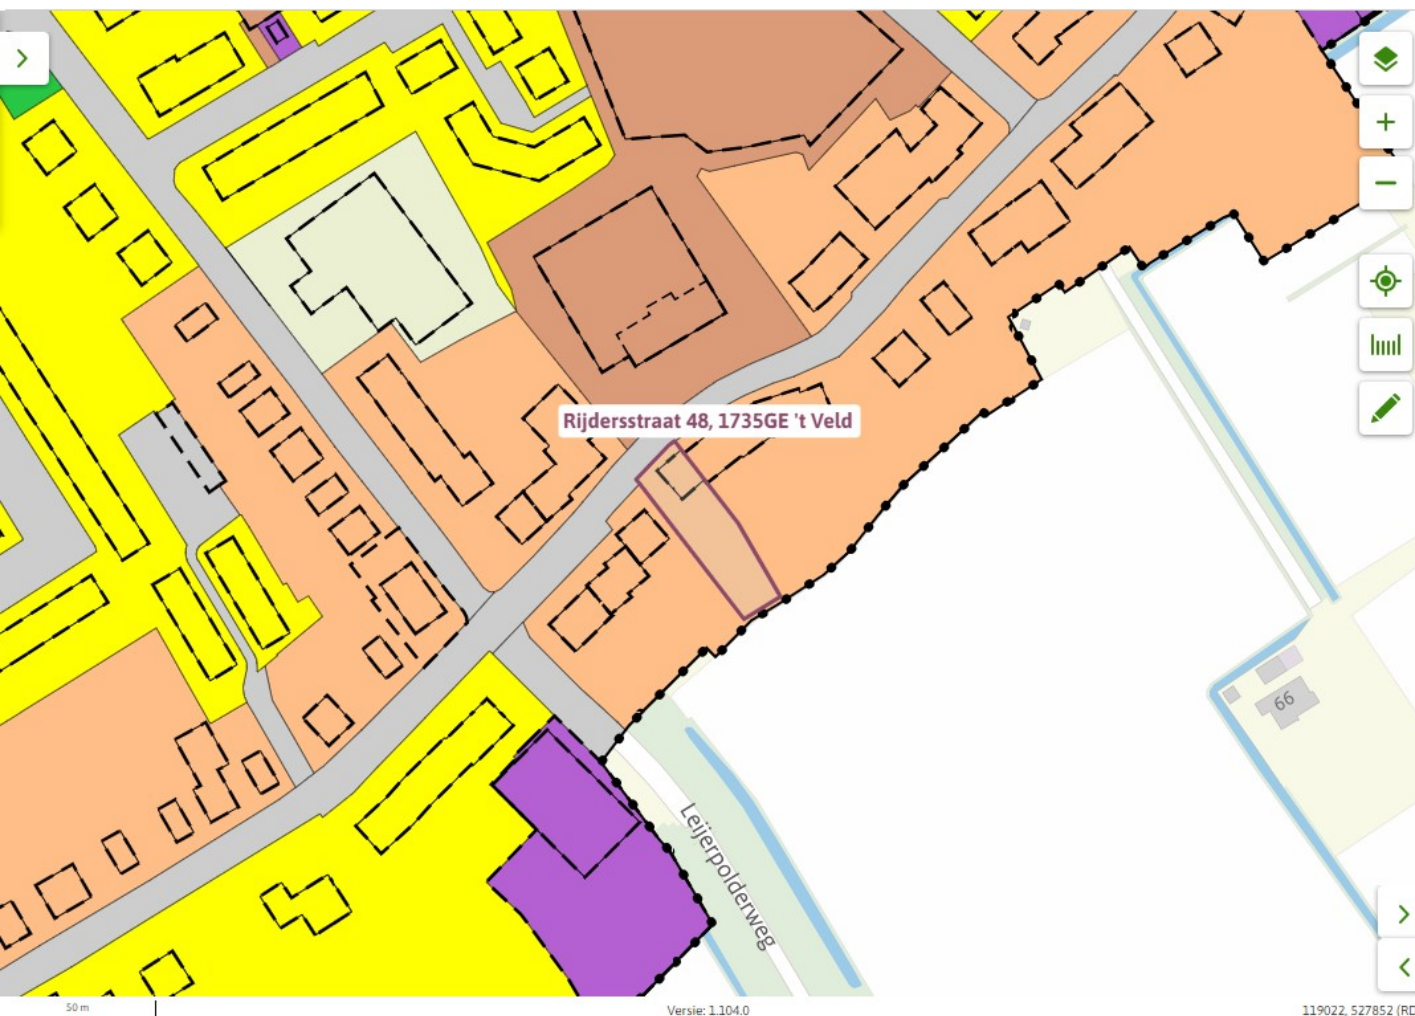 Rijdersstraat 48, 1735GE 't Veld
66
Leijerpolderweg
50 m
Versie: 1.104.0
119022, 527852 (RD